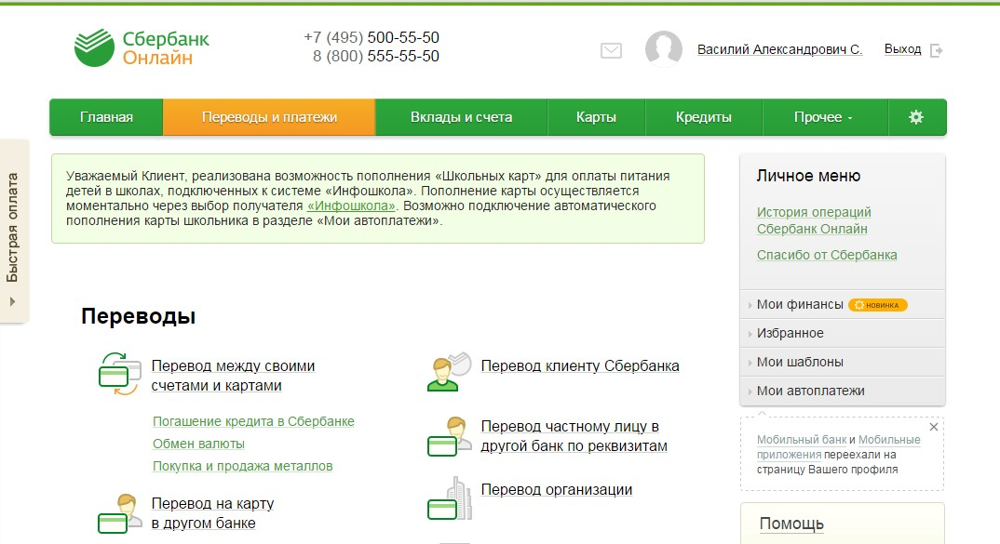 Сбербанк
Онлайн
+7 (495) 500-55-50
8 (800) 555-55-50
Василий Александрович С.
Выход
Главная
Переводы и платежи
Вклады и счета
Карты
Кредиты
Прочее
Быстрая оплата
Уважаемый Клиент, реализована возможность пополнения «Школьных карт» для оплаты питания
детей в школах, подключенных к системе «Инфошкола». Пополнение карты осуществляется
моментально через выбор получателя «Инфошкола». Возможно подключение автоматического
пополнения карты школьника в разделе «Мои автоплатежи».
Переводы
Перевод между своими
счетами и картами
Погашение кредита в Сбербанке
Обмен валюты
Покупка и продажа металлов
Перевод на карту
в другом банке
Перевод клиенту Сбербанка
Перевод частному лицу в
другой банк по реквизитам
Перевод организации
Личное меню
История операций
Сбербанк Онлайн
Спасибо от Сбербанка
Мои финансы НОВИНКА
Избранное
Мои шаблоны
Мои автоплатежи
Мобильный банк и Мобильные
приложения переехали на
страницу Вашего профиля
Помощь